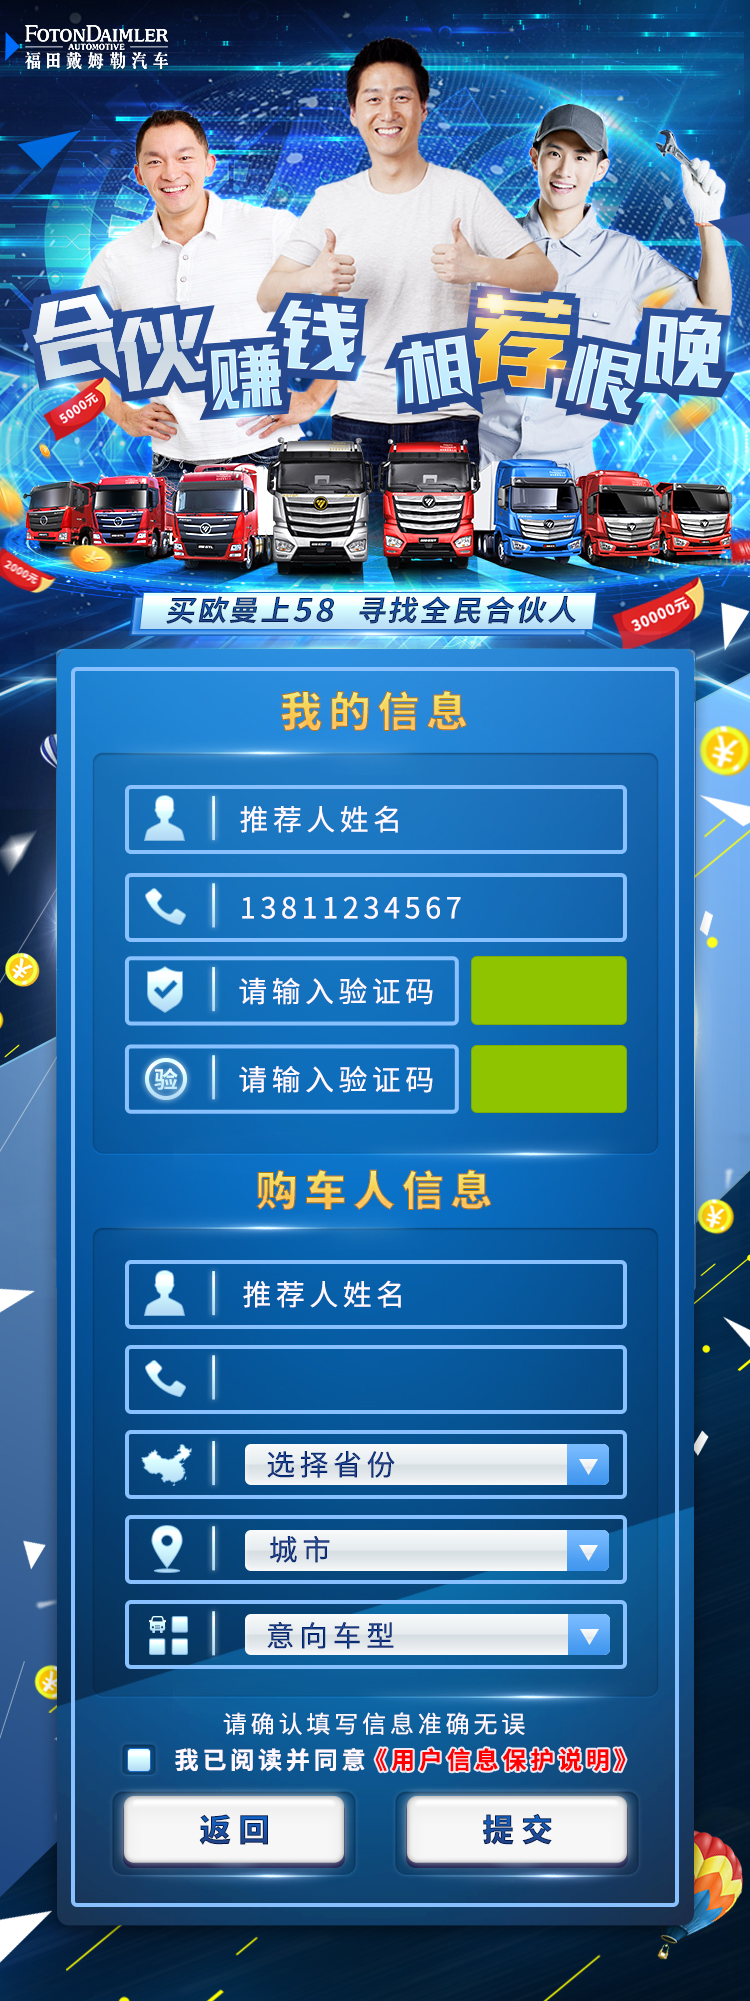 FOTONDAIMLER
AUTOMOTIVE
福田戴姆勒汽车
合伙赚钱 相荐恨晚
5000元
2000元
30000元
买欧曼上58 寻找全民合伙人
我的信息
推荐人姓名
13811234567
请输入验证码
验
请输入验证码
购车人信息
推荐人姓名
选择省份
城市
意向车型
请确认填写信息准确无误
我已阅读并同意《用户信息保护说明》
返回
提交